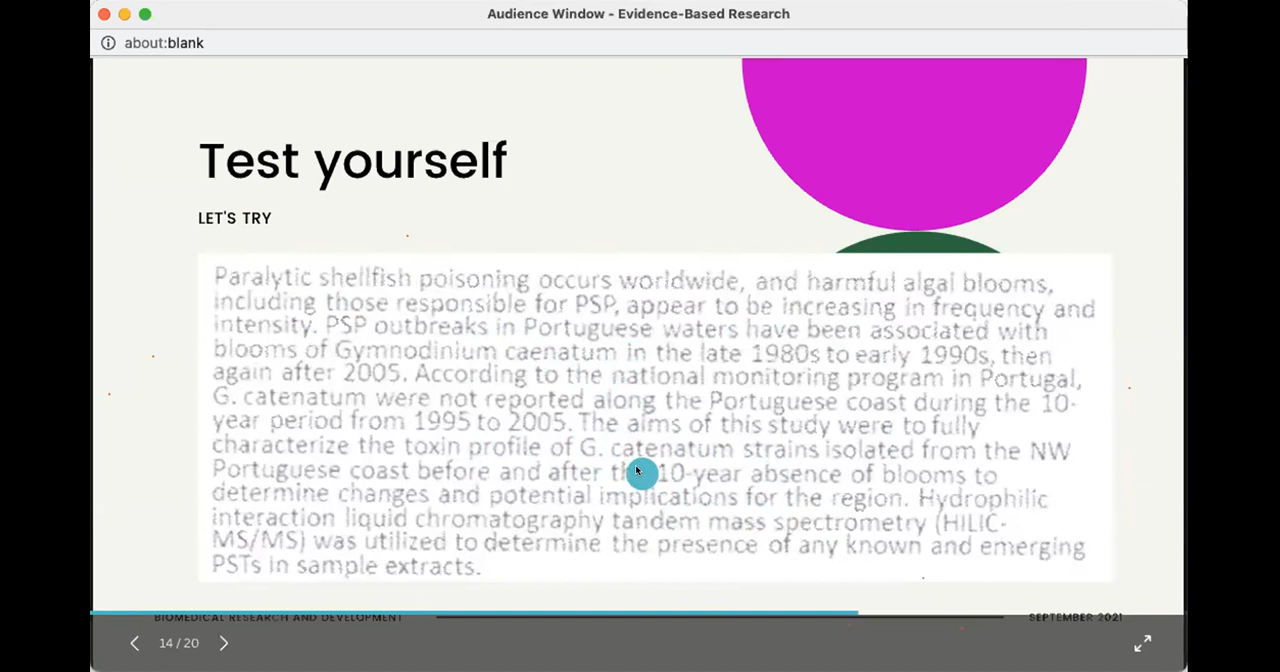 Audience Window - Evidence-Based Research
about:blank
Test yourself
LET'S TRY
Paralytic shellfish poisoning occurs worldwide, and harmful algal blooms,
including those responsible for PSP, appear to be increasing in frequency and
intensity. PSP outbreaks in Portuguese waters have been associated with
blooms of Gymnodinium caenatum in the late 1980s to early 1990s, then
again after 2005. According to the national monitoring program in Portugal,
G. catenatum were not reported along the Portuguese coast during the 10-
year period from 1995 to 2005. The aims of this study were to fully
characterize the toxin profile of G. catenatum strains isolated from the NW
Portuguese coast before and after 10-year absence of blooms to
determine changes and potential implications for the region. Hydrophilic
interaction liquid chromatography tandem mass spectrometry (HILIC-
MS/MS) was utilized to determine the presence of any known and emerging
PSTs in sample extracts.
BIOMEDICAL RESEARCH AND DEVELOPMENT
SEPTEMBER 2021
14 / 20